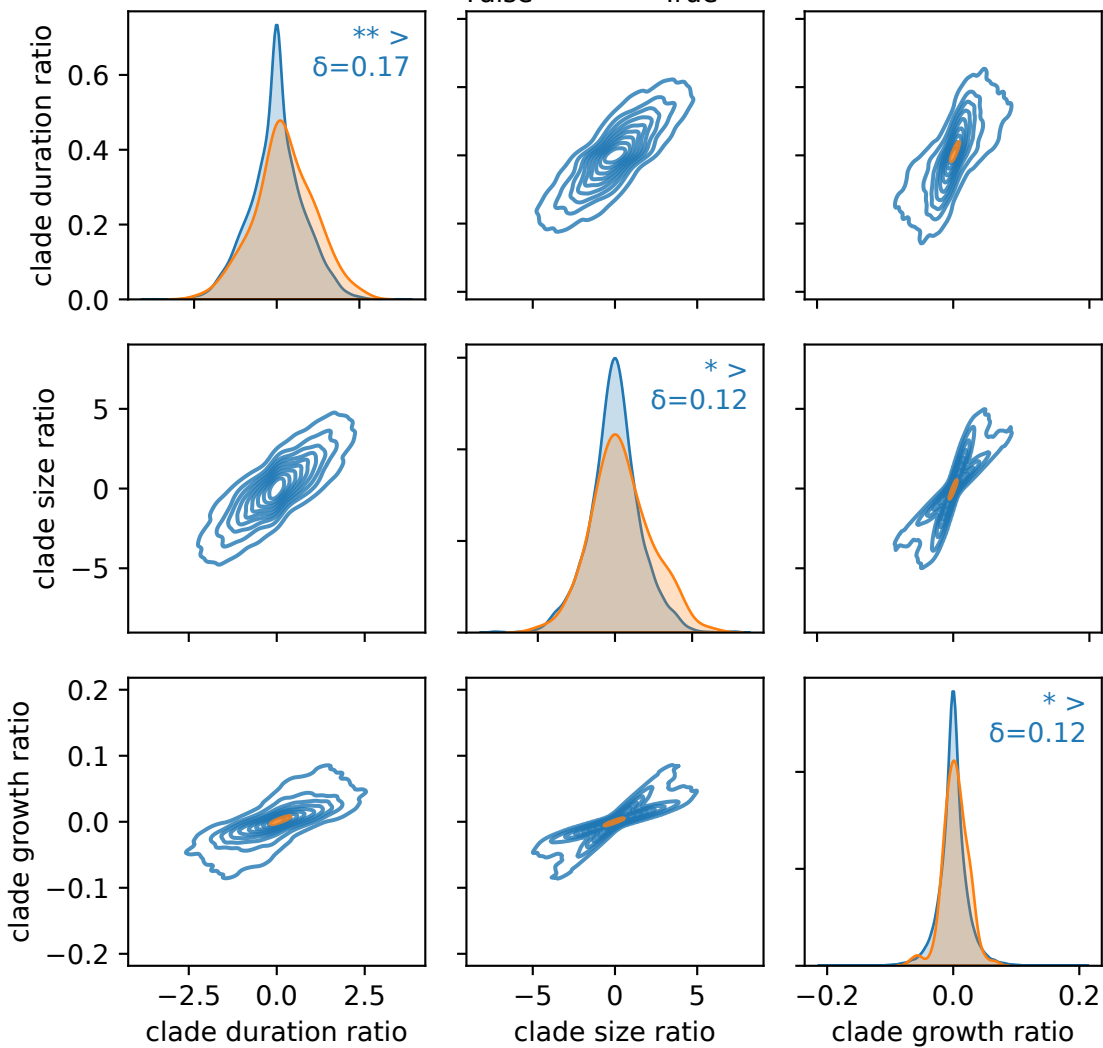 False True
clade duration ratio
0.6
0.4
0.2
0.0
** >
δ=0.17
clade size ratio
5
0
−5
* >
δ=0.12
clade growth ratio
0.2
0.1
0.0
−0.1
−0.2
* >
δ=0.12
−2.5 0.0 2.5
−5 0 5
−0.2 0.0 0.2
clade duration ratio
clade size ratio
clade growth ratio